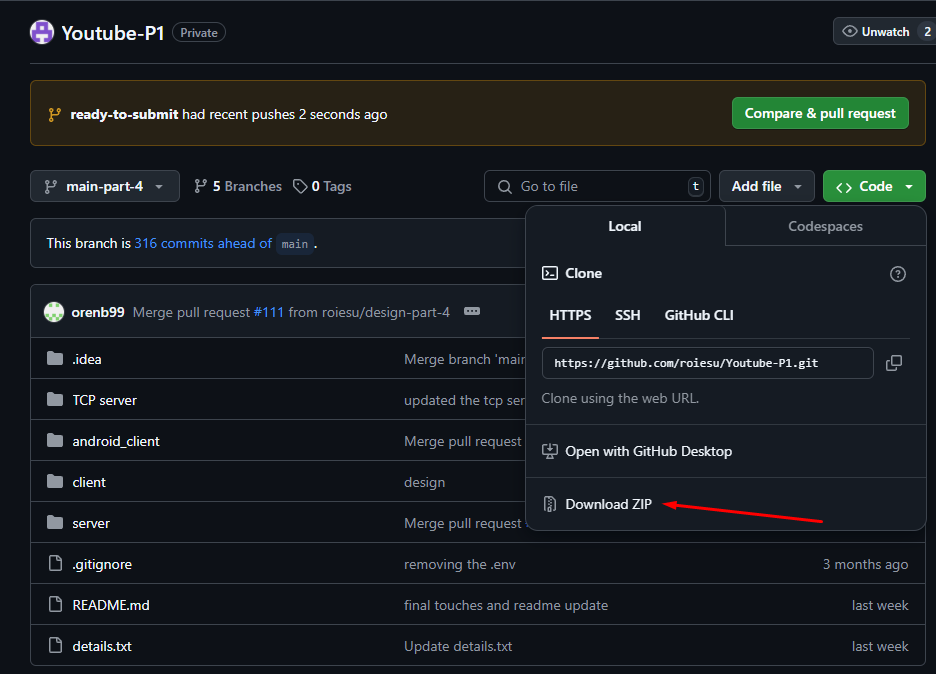 Youtube-P1 Private
Unwatch 2
ready-to-submit had recent pushes 2 seconds ago
Compare & pull request
main-part-4 5 Branches 0 Tags
Go to file t
Add file
<> Code
This branch is 316 commits ahead of main .
Local Codespaces
Clone
HTTPS SSH GitHub CLI
https://github.com/roiesu/Youtube-P1.git
Clone using the web URL.
Open with GitHub Desktop
Download ZIP
orenb99 Merge pull request #111 from roiesu/design-part-4
.idea Merge branch 'main
TCP server updated the tcp ser
android_client Merge pull request
client design
server Merge pull request
.gitignore removing the .env 3 months ago
README.md final touches and readme update last week
details.txt Update details.txt last week